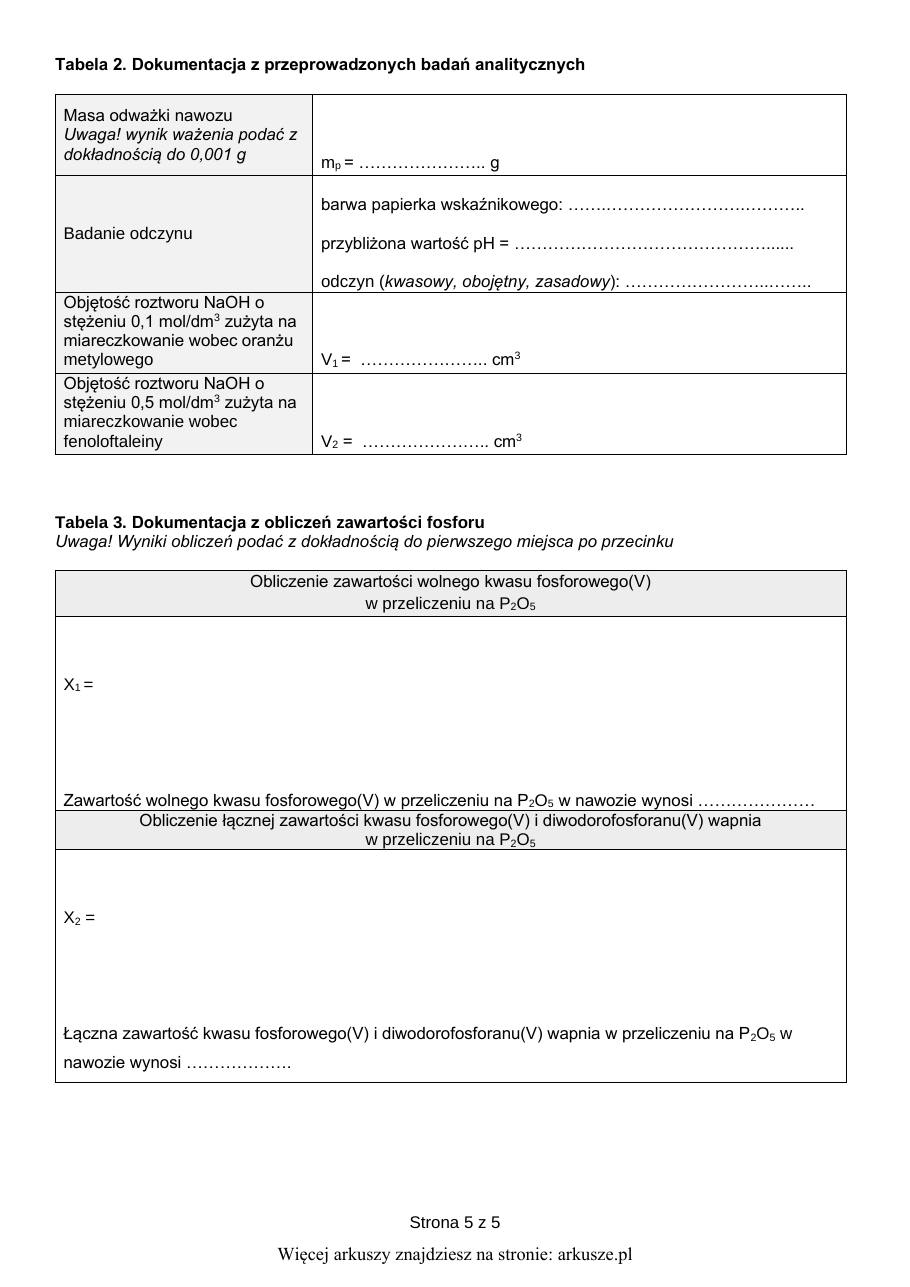 Tabela 2. Dokumentacja z przeprowadzonych badań analitycznych
Masa odważki nawozu
Uwaga! wynik ważenia podać z
dokładnością do 0,001 g
mₚ = ………………….. g
Badanie odczynu
barwa papierka wskaźnikowego: …….…………………….………..
przybliżona wartość pH = ………………………………………......
odczyn (kwasowy, obojętny, zasadowy): ……………………..……..
Objętość roztworu NaOH o
stężeniu 0,1 mol/dm³ zużyta na
miareczkowanie wobec oranżu
metylowego
V₁ = ………………….. cm³
Objętość roztworu NaOH o
stężeniu 0,5 mol/dm³ zużyta na
miareczkowanie wobec
fenoloftaleiny
V₂ = …………………. cm³
Tabela 3. Dokumentacja z obliczeń zawartości fosforu
Uwaga! Wyniki obliczeń podać z dokładnością do pierwszego miejsca po przecinku
Obliczenie zawartości wolnego kwasu fosforowego(V)
w przeliczeniu na P₂O₅
X₁ =
Zawartość wolnego kwasu fosforowego(V) w przeliczeniu na P₂O₅ w nawozie wynosi …………………
Obliczenie łącznej zawartości kwasu fosforowego(V) i diwodorofosforanu(V) wapnia
w przeliczeniu na P₂O₅
X₂ =
Łączna zawartość kwasu fosforowego(V) i diwodorofosforanu(V) wapnia w przeliczeniu na P₂O₅ w
nawozie wynosi ……………….
Strona 5 z 5
Więcej arkuszy znajdziesz na stronie: arkusze.pl